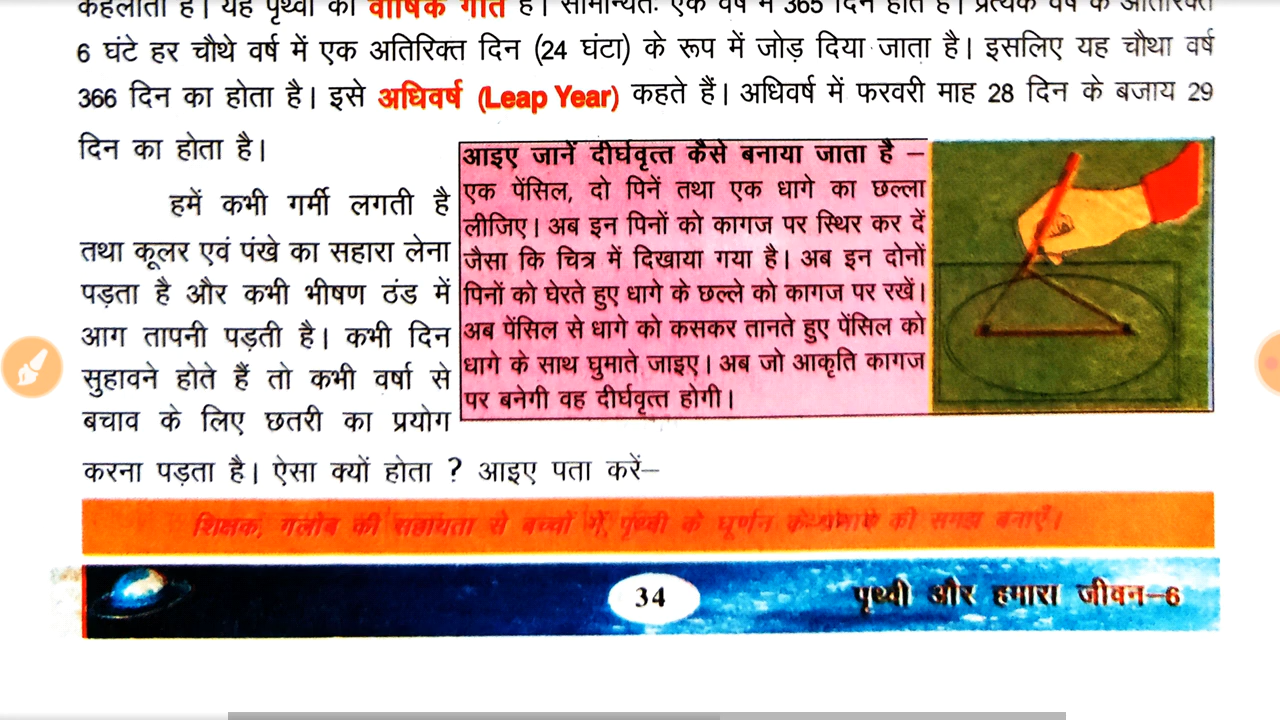 कहलाती है। यह पृथ्वी की वार्षिक गति है। सामान्यतः एक वर्ष में 365 दिन होते हैं। प्रत्येक वर्ष के अतिरिक्त
6 घंटे हर चौथे वर्ष में एक अतिरिक्त दिन (24 घंटा) के रूप में जोड़ दिया जाता है। इसलिए यह चौथा वर्ष
366 दिन का होता है। इसे अधिवर्ष (Leap Year) कहते हैं। अधिवर्ष में फरवरी माह 28 दिन के बजाय 29
दिन का होता है।
हमें कभी गर्मी लगती है
तथा कूलर एवं पंखे का सहारा लेना
पड़ता है और कभी भीषण ठंड में
आग तापनी पड़ती है। कभी दिन
सुहावने होते हैं तो कभी वर्षा से
बचाव के लिए छतरी का प्रयोग
करना पड़ता है। ऐसा क्यों होता ? आइए पता करें–
आइए जानें दीर्घवृत्त कैसे बनाया जाता है –
एक पेंसिल, दो पिनें तथा एक धागे का छल्ला
लीजिए। अब इन पिनों को कागज पर स्थिर कर दें
जैसा कि चित्र में दिखाया गया है। अब इन दोनों
पिनों को घेरते हुए धागे के छल्ले को कागज पर रखें।
अब पेंसिल से धागे को कसकर तानते हुए पेंसिल को
धागे के साथ घुमाते जाइए। अब जो आकृति कागज
पर बनेगी वह दीर्घवृत्त होगी।
शिक्षक, ग्लोब की सहायता से बच्चों में, पृथ्वी के घूर्णन के प्रभाव की समझ बनाएँ।
34
पृथ्वी और हमारा जीवन–6